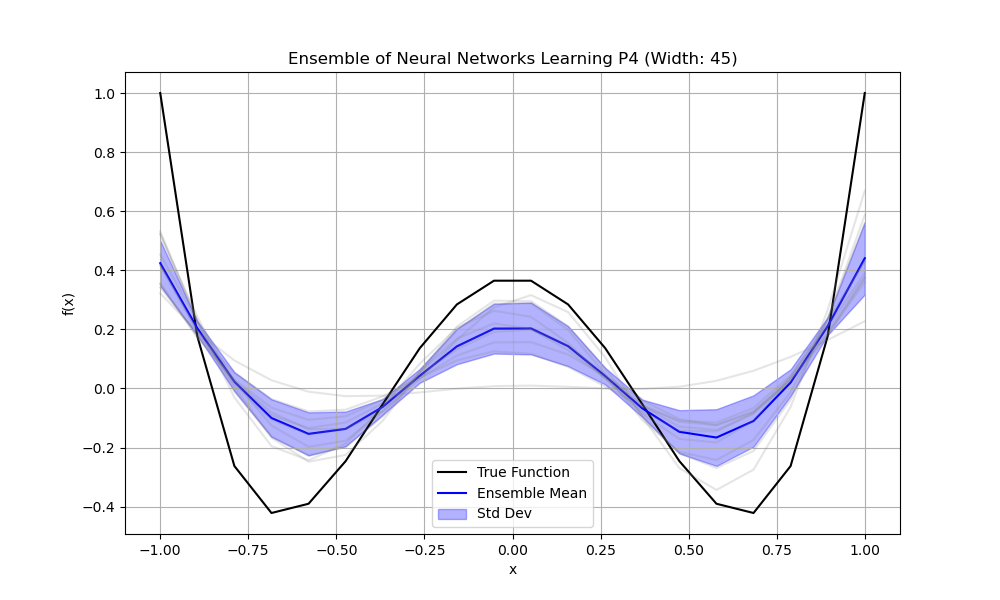 Ensemble of Neural Networks Learning P4 (Width: 45)
f(x)
1.0
0.8
0.6
0.4
0.2
0.0
−0.2
−0.4
True Function
Ensemble Mean
Std Dev
−1.00 −0.75 −0.50 −0.25 0.00 0.25 0.50 0.75 1.00
x